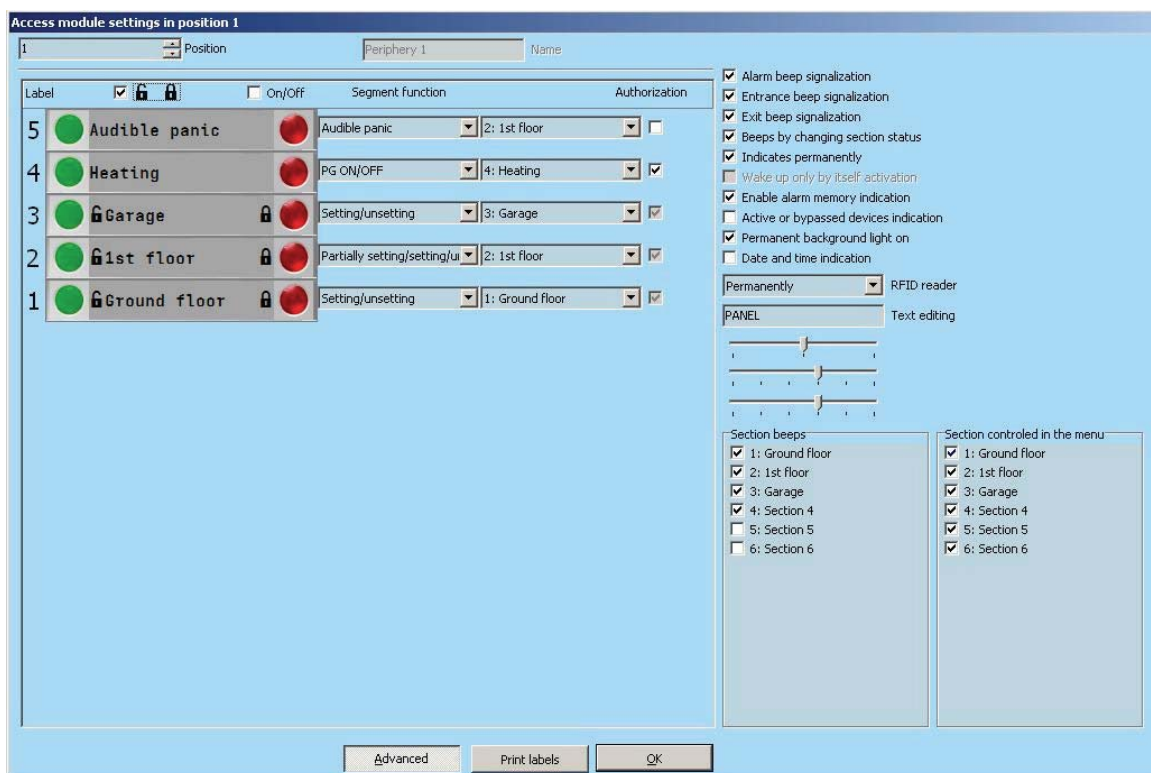 Access module settings in position 1
1 Position Periphery 1 Name
Label On/Off Segment function Authorization
5 Audible panic Audible panic 2: 1st floor
4 Heating PG ON/OFF 4: Heating
3 Garage Setting/unsetting 3: Garage
2 1st floor Partially setting/setting/u 2: 1st floor
1 Ground floor Setting/unsetting 1: Ground floor
Alarm beep signalization
Entrance beep signalization
Exit beep signalization
Beeps by changing section status
Indicates permanently
Wake up only by itself activation
Enable alarm memory indication
Active or bypassed devices indication
Permanent background light on
Date and time indication
Permanently RFID reader
PANEL Text editing
Section beeps
1: Ground floor
2: 1st floor
3: Garage
4: Section 4
5: Section 5
6: Section 6
Section controled in the menu
1: Ground floor
2: 1st floor
3: Garage
4: Section 4
5: Section 5
6: Section 6
Advanced Print labels OK